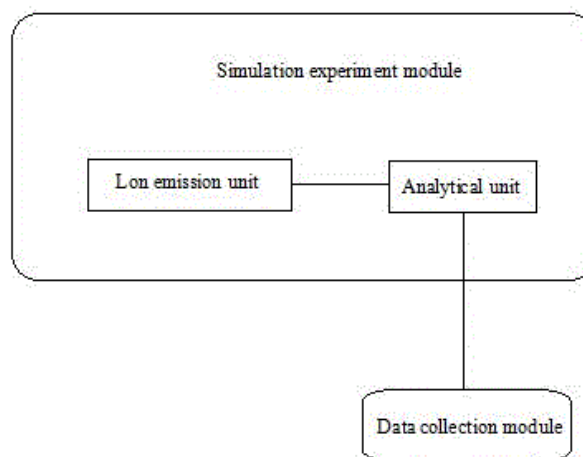 Simulation experiment module
Lon emission unit
Analytical unit
Data collection module